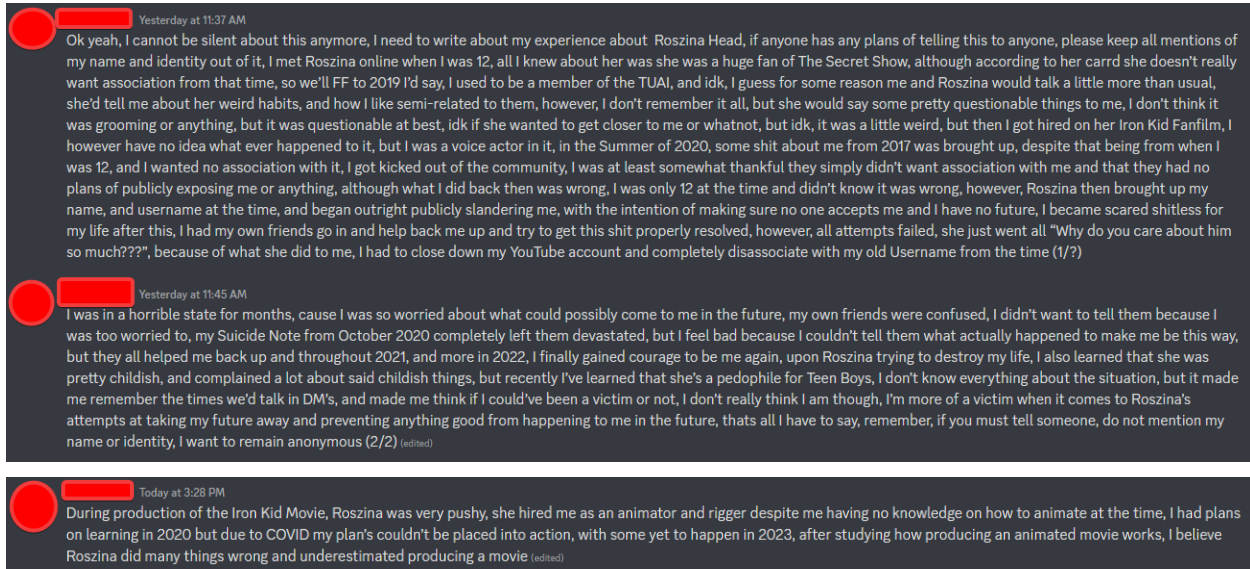 Yesterday at 11:37 AM
Ok yeah, I cannot be silent about this anymore, I need to write about my experience about Roszina Head, if anyone has any plans of telling this to anyone, please keep all mentions of
my name and identity out of it, I met Roszina online when I was 12, all I knew about her was she was a huge fan of The Secret Show, although according to her carrd she doesn't really
want association from that time, so we'll FF to 2019 I'd say, I used to be a member of the TUAI, and idk, I guess for some reason me and Roszina would talk a little more than usual,
she'd tell me about her weird habits, and how I like semi-related to them, however, I don't remember it all, but she would say some pretty questionable things to me, I don't think it
was grooming or anything, but it was questionable at best, idk if she wanted to get closer to me or whatnot, but idk, it was a little weird, but then I got hired on her Iron Kid Fanfilm, I
however have no idea what ever happened to it, but I was a voice actor in it, in the Summer of 2020, some shit about me from 2017 was brought up, despite that being from when I
was 12, and I wanted no association with it, I got kicked out of the community, I was at least somewhat thankful they simply didn't want association with me and that they had no
plans of publicly exposing me or anything, although what I did back then was wrong, I was only 12 at the time and didn't know it was wrong, however, Roszina then brought up my
name, and username at the time, and began outright publicly slandering me, with the intention of making sure no one accepts me and I have no future, I became scared shitless for
my life after this, I had my own friends go in and help back me up and try to get this shit properly resolved, however, all attempts failed, she just went all "Why do you care about him
so much???", because of what she did to me, I had to close down my YouTube account and completely disassociate with my old Username from the time (1/?)
Yesterday at 11:45 AM
I was in a horrible state for months, cause I was so worried about what could possibly come to me in the future, my own friends were confused, I didn't want to tell them because I
was too worried to, my Suicide Note from October 2020 completely left them devastated, but I feel bad because I couldn't tell them what actually happened to make me be this way,
but they all helped me back up and throughout 2021, and more in 2022, I finally gained courage to be me again, upon Roszina trying to destroy my life, I also learned that she was
pretty childish, and complained a lot about said childish things, but recently I've learned that she's a pedophile for Teen Boys, I don't know everything about the situation, but it made
me remember the times we'd talk in DM's, and made me think if I could've been a victim or not, I don't really think I am though, I'm more of a victim when it comes to Roszina's
attempts at taking my future away and preventing anything good from happening to me in the future, thats all I have to say, remember, if you must tell someone, do not mention my
name or identity, I want to remain anonymous (2/2) (edited)
Today at 3:28 PM
During production of the Iron Kid Movie, Roszina was very pushy, she hired me as an animator and rigger despite me having no knowledge on how to animate at the time, I had plans
on learning in 2020 but due to COVID my plan's couldn't be placed into action, with some yet to happen in 2023, after studying how producing an animated movie works, I believe
Roszina did many things wrong and underestimated producing a movie (edited)